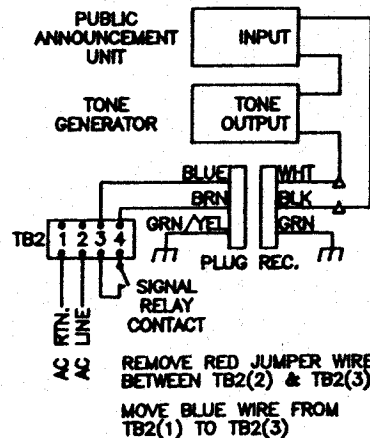 PUBLIC
ANNOUNCEMENT
UNIT
INPUT
TONE
GENERATOR
TONE
OUTPUT
BLUE
WHT
BRN
BLK
GRN/YEL
GRN
TB2
1 2 3 4
PLUG REC.
SIGNAL
RELAY
CONTACT
AC RTN.
AC LINE
REMOVE RED JUMPER WIRE
BETWEEN TB2(2) & TB2(3)
MOVE BLUE WIRE FROM
TB2(1) TO TB2(3)